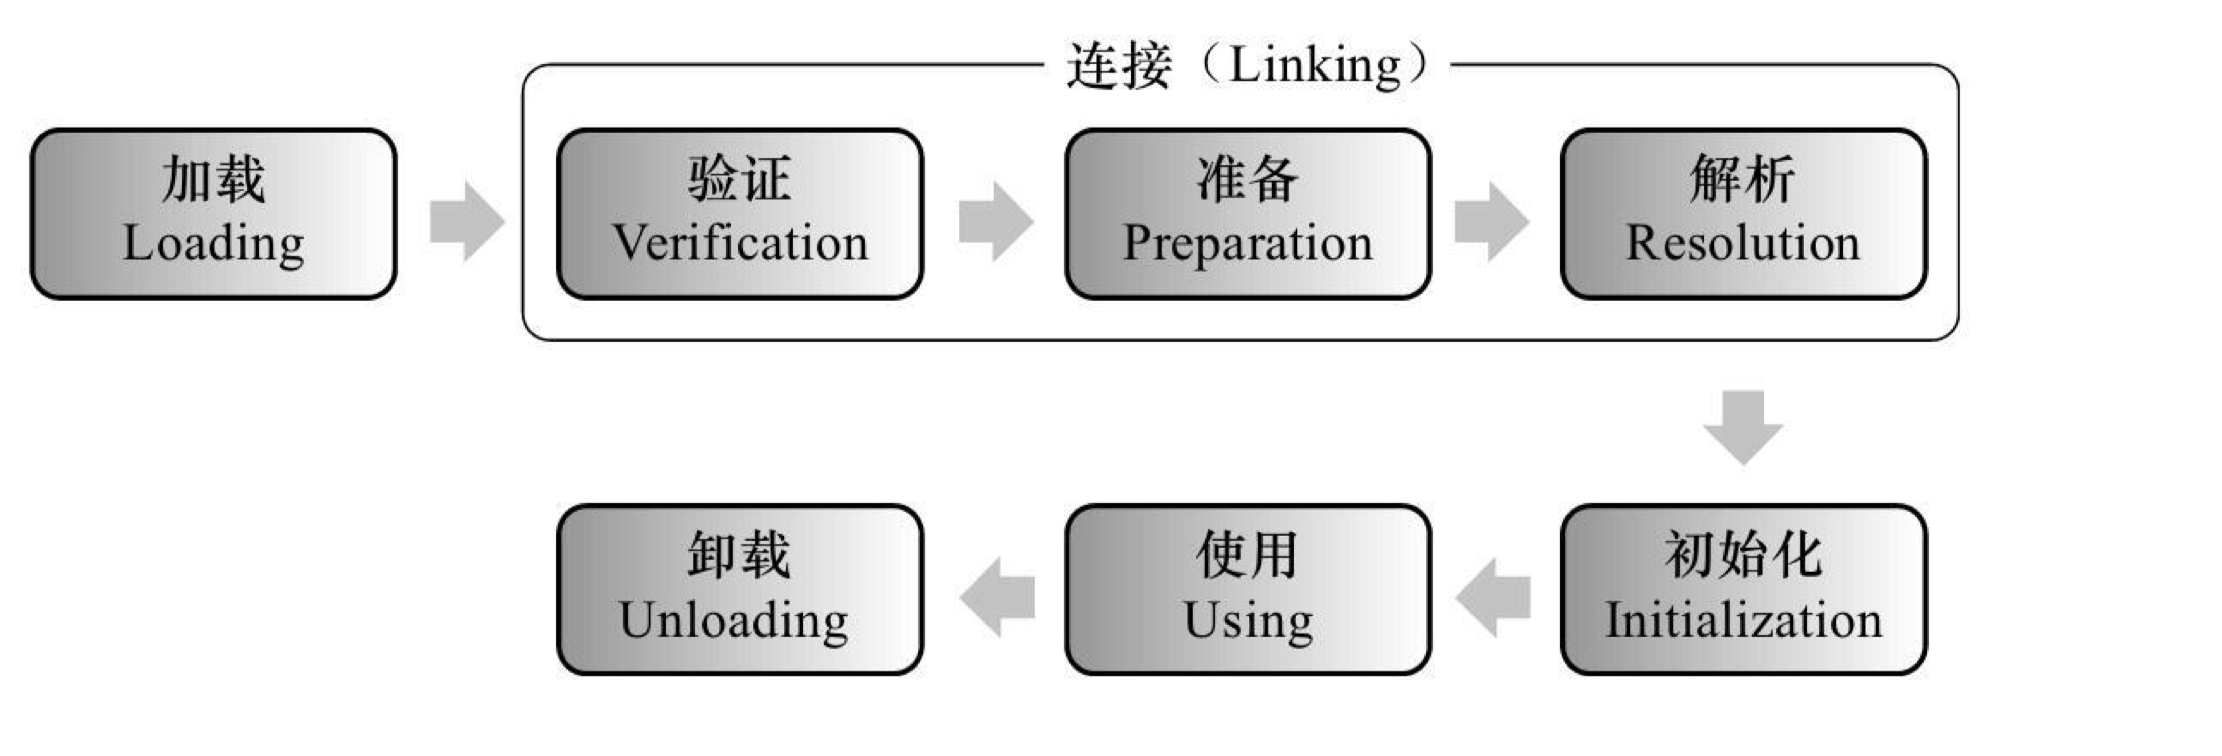 连接（Linking）
加载
Loading
验证
Verification
准备
Preparation
解析
Resolution
初始化
Initialization
使用
Using
卸载
Unloading